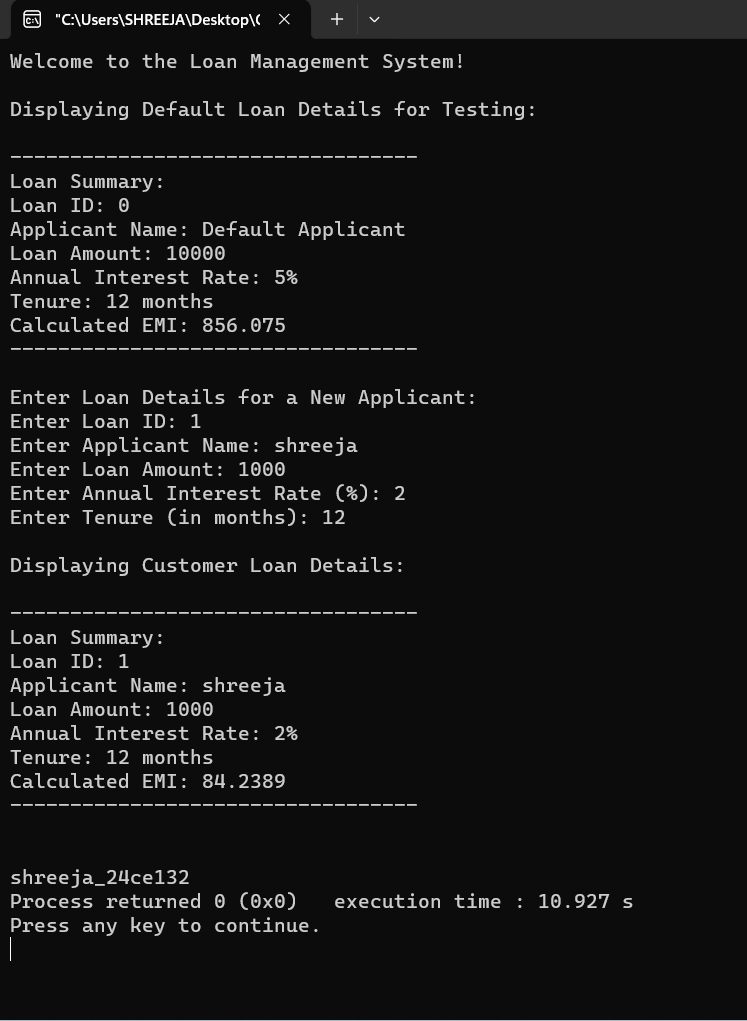 "C:\Users\SHREEJA\Desktop\(
Welcome to the Loan Management System!
Displaying Default Loan Details for Testing:
----------------------------------
Loan Summary:
Loan ID: 0
Applicant Name: Default Applicant
Loan Amount: 10000
Annual Interest Rate: 5%
Tenure: 12 months
Calculated EMI: 856.075
----------------------------------
Enter Loan Details for a New Applicant:
Enter Loan ID: 1
Enter Applicant Name: shreeja
Enter Loan Amount: 1000
Enter Annual Interest Rate (%): 2
Enter Tenure (in months): 12
Displaying Customer Loan Details:
----------------------------------
Loan Summary:
Loan ID: 1
Applicant Name: shreeja
Loan Amount: 1000
Annual Interest Rate: 2%
Tenure: 12 months
Calculated EMI: 84.2389
----------------------------------
shreeja_24ce132
Process returned 0 (0x0)   execution time : 10.927 s
Press any key to continue.